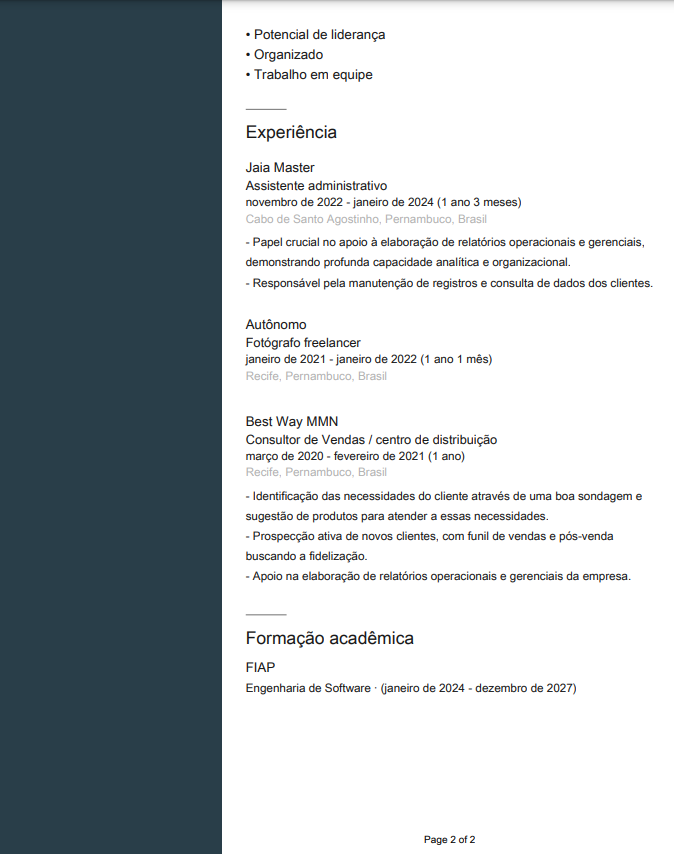 • Potencial de liderança
• Organizado
• Trabalho em equipe
Experiência
Jaia Master
Assistente administrativo
novembro de 2022 - janeiro de 2024 (1 ano 3 meses)
Cabo de Santo Agostinho, Pernambuco, Brasil
- Papel crucial no apoio à elaboração de relatórios operacionais e gerenciais,
demonstrando profunda capacidade analítica e organizacional.
- Responsável pela manutenção de registros e consulta de dados dos clientes.
Autônomo
Fotógrafo freelancer
janeiro de 2021 - janeiro de 2022 (1 ano 1 mês)
Recife, Pernambuco, Brasil
Best Way MMN
Consultor de Vendas / centro de distribuição
março de 2020 - fevereiro de 2021 (1 ano)
Recife, Pernambuco, Brasil
- Identificação das necessidades do cliente através de uma boa sondagem e
sugestão de produtos para atender a essas necessidades.
- Prospecção ativa de novos clientes, com funil de vendas e pós-venda
buscando a fidelização.
- Apoio na elaboração de relatórios operacionais e gerenciais da empresa.
Formação acadêmica
FIAP
Engenharia de Software · (janeiro de 2024 - dezembro de 2027)
Page 2 of 2